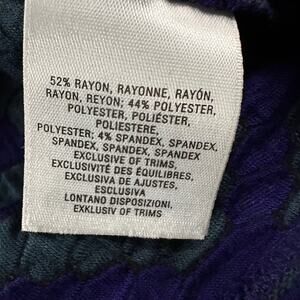 52% RAYON, RAYONNE, RAYÓN,
RAYON, REYON; 44% POLYESTER,
POLYESTER, POLIÉSTER,
POLIESTERE,
POLYESTER; 4% SPANDEX, SPANDEX,
SPANDEX, SPANDEX, SPANDEX
EXCLUSIVE OF TRIMS,
EXCLUSIVITÉ DES ÉQUILIBRES,
EXCLUSIVA DE AJUSTES,
ESCLUSIVA
LONTANO DISPOSIZIONI,
EXKLUSIV OF TRIMS